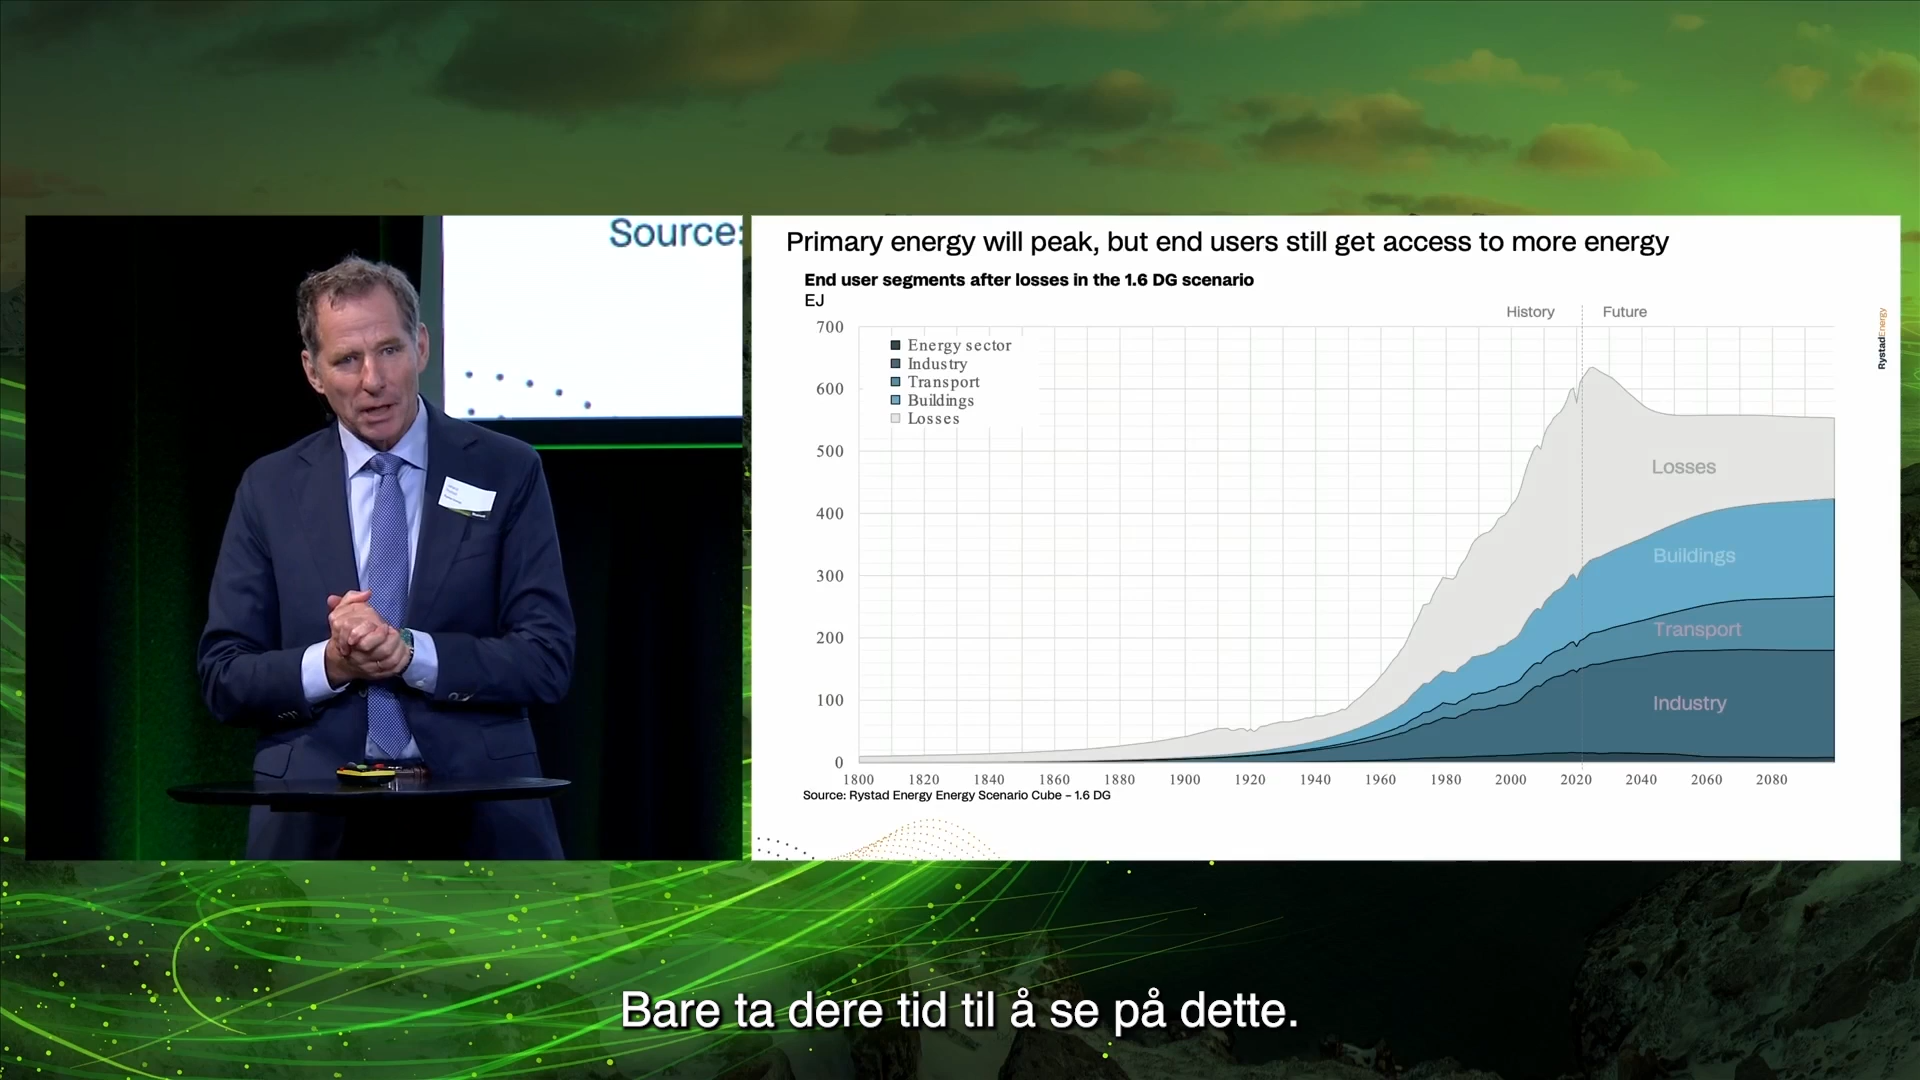 Source:
Primary energy will peak, but end users still get access to more energy
End user segments after losses in the 1.6 DG scenario
EJ
History
Future
RystadEnergy
700
600
500
400
300
200
100
0
Energy sector
Industry
Transport
Buildings
Losses
Losses
Buildings
Transport
Industry
1800 1820 1840 1860 1880 1900 1920 1940 1960 1980 2000 2020 2040 2060 2080
Source: Rystad Energy Energy Scenario Cube – 1.6 DG
Bare ta dere tid til å se på dette.